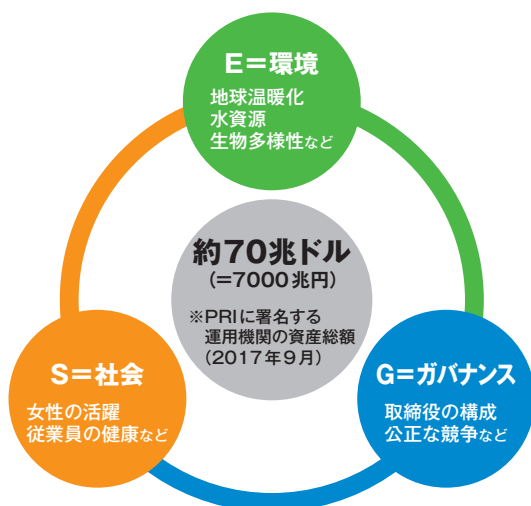 E＝環境
地球温暖化
水資源
生物多様性など
約70兆ドル
(＝7000兆円)
※PRIに署名する
運用機関の資産総額
(2017年9月)
S＝社会
女性の活躍
従業員の健康など
G＝ガバナンス
取締役の構成
公正な競争など